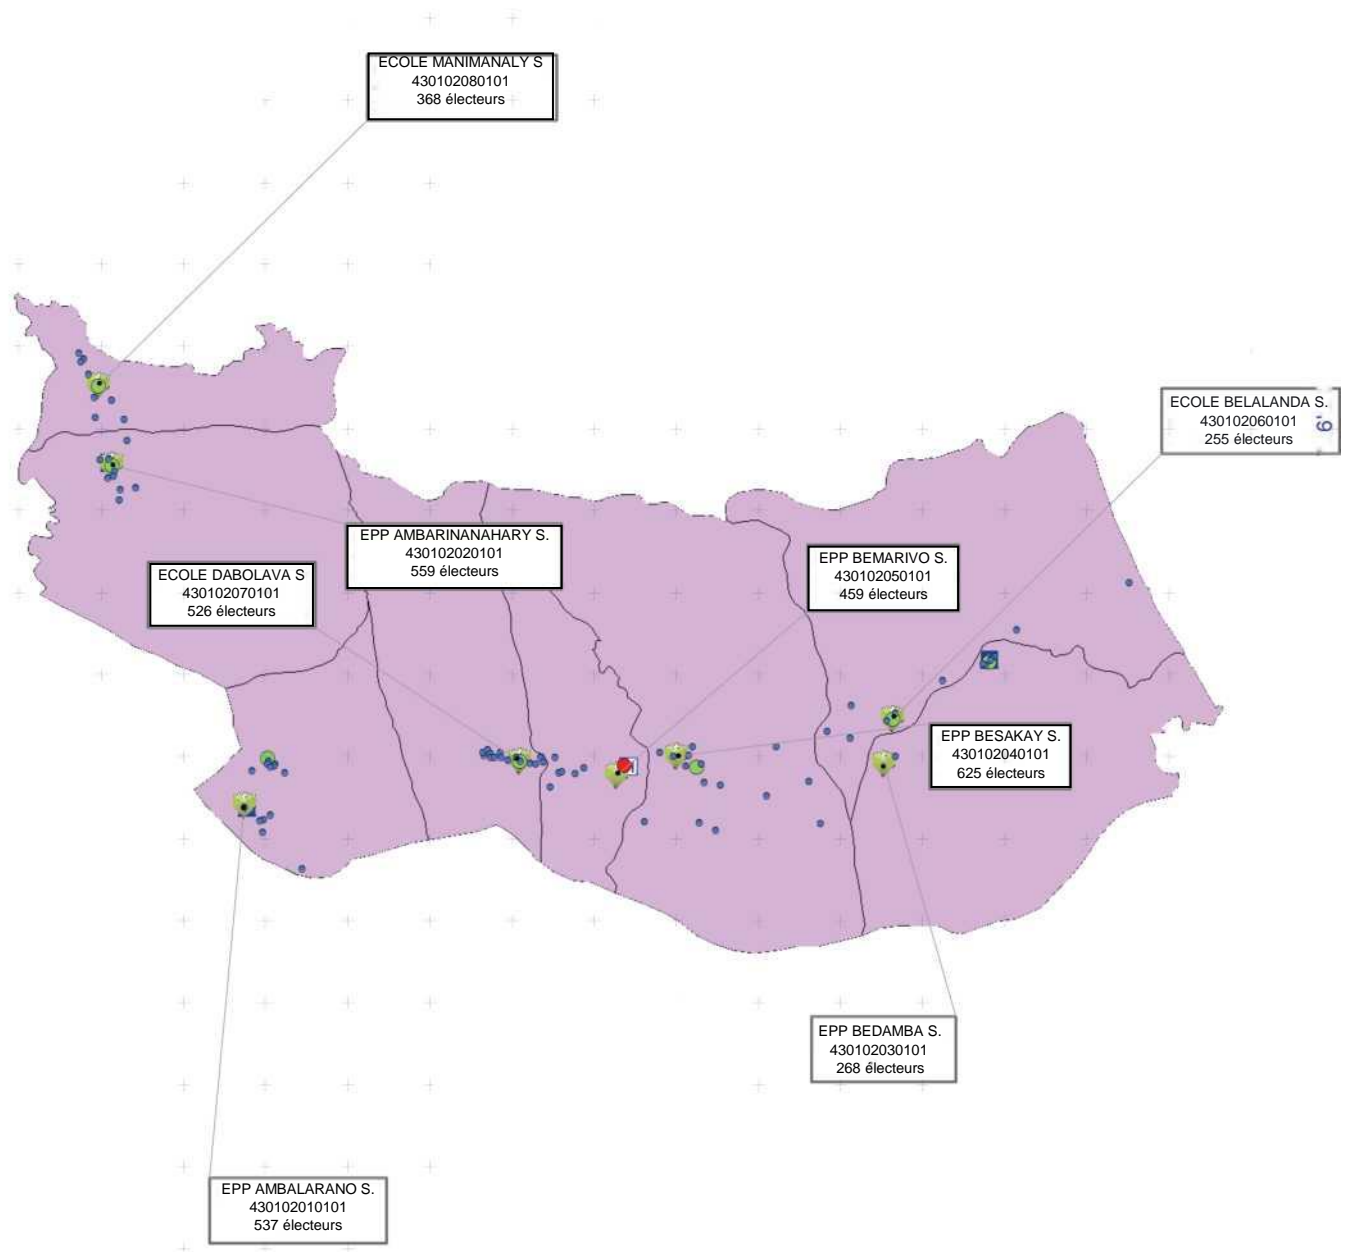 ECOLE MANIMANALY S
430102080101
368 électeurs
ECOLE BELALANDA S.
430102060101
255 électeurs
6'
EPP AMBARINANAHARY S.
430102020101
559 électeurs
EPP BEMARIVO S.
430102050101
459 électeurs
ECOLE DABOLAVA S
430102070101
526 électeurs
EPP BESAKAY S.
430102040101
625 électeurs
EPP BEDAMBA S.
430102030101
268 électeurs
EPP AMBALARANO S.
430102010101
537 électeurs